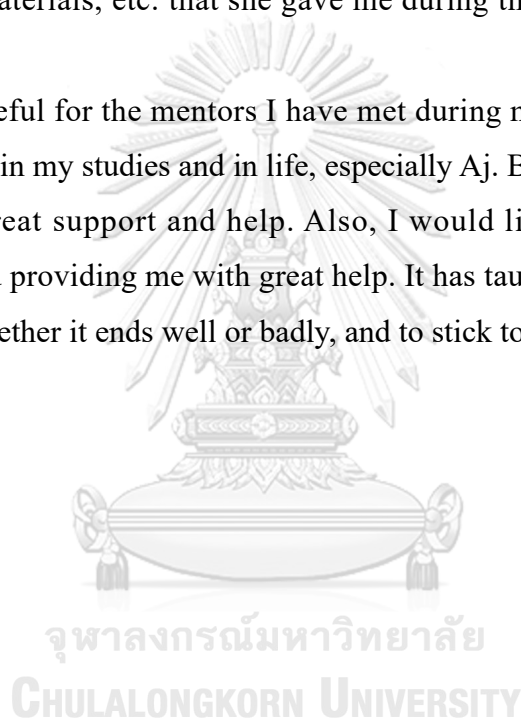 aterials, etc. that she gave me during th
eful for the mentors I have met during m
in my studies and in life, especially Aj. B
reat support and help. Also, I would li
providing me with great help. It has tau
ether it ends well or badly, and to stick to
จุฬาลงกรณ์มหาวิทยาลัย
CHULALONGKORN UNIVERSITY